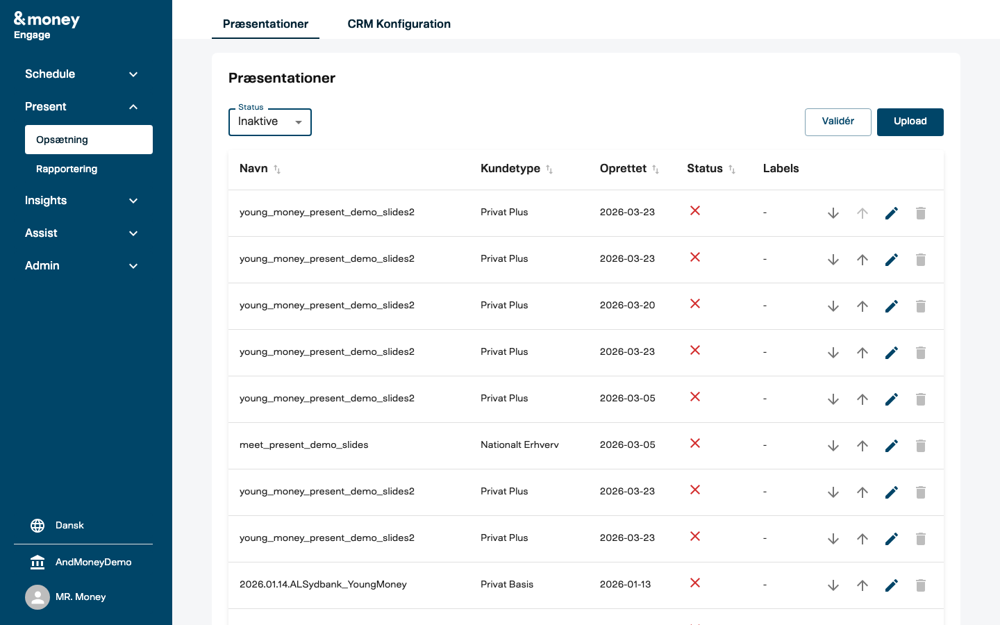 &money
Engage
Schedule
Present
Opsætning
Rapportering
Insights
Assist
Admin
Dansk
AndMoneyDemo
MR. Money
Præsentationer CRM Konfiguration
Præsentationer
Status
Inaktive
Validér Upload
Navn Kundetype Oprettet Status Labels
young_money_present_demo_slides2 Privat Plus 2026-03-23 -
young_money_present_demo_slides2 Privat Plus 2026-03-23 -
young_money_present_demo_slides2 Privat Plus 2026-03-20 -
young_money_present_demo_slides2 Privat Plus 2026-03-23 -
young_money_present_demo_slides2 Privat Plus 2026-03-05 -
meet_present_demo_slides Nationalt Erhverv 2026-03-05 -
young_money_present_demo_slides2 Privat Plus 2026-03-23 -
young_money_present_demo_slides2 Privat Plus 2026-03-23 -
2026.01.14.ALSydbank_YoungMoney Privat Basis 2026-01-13 -